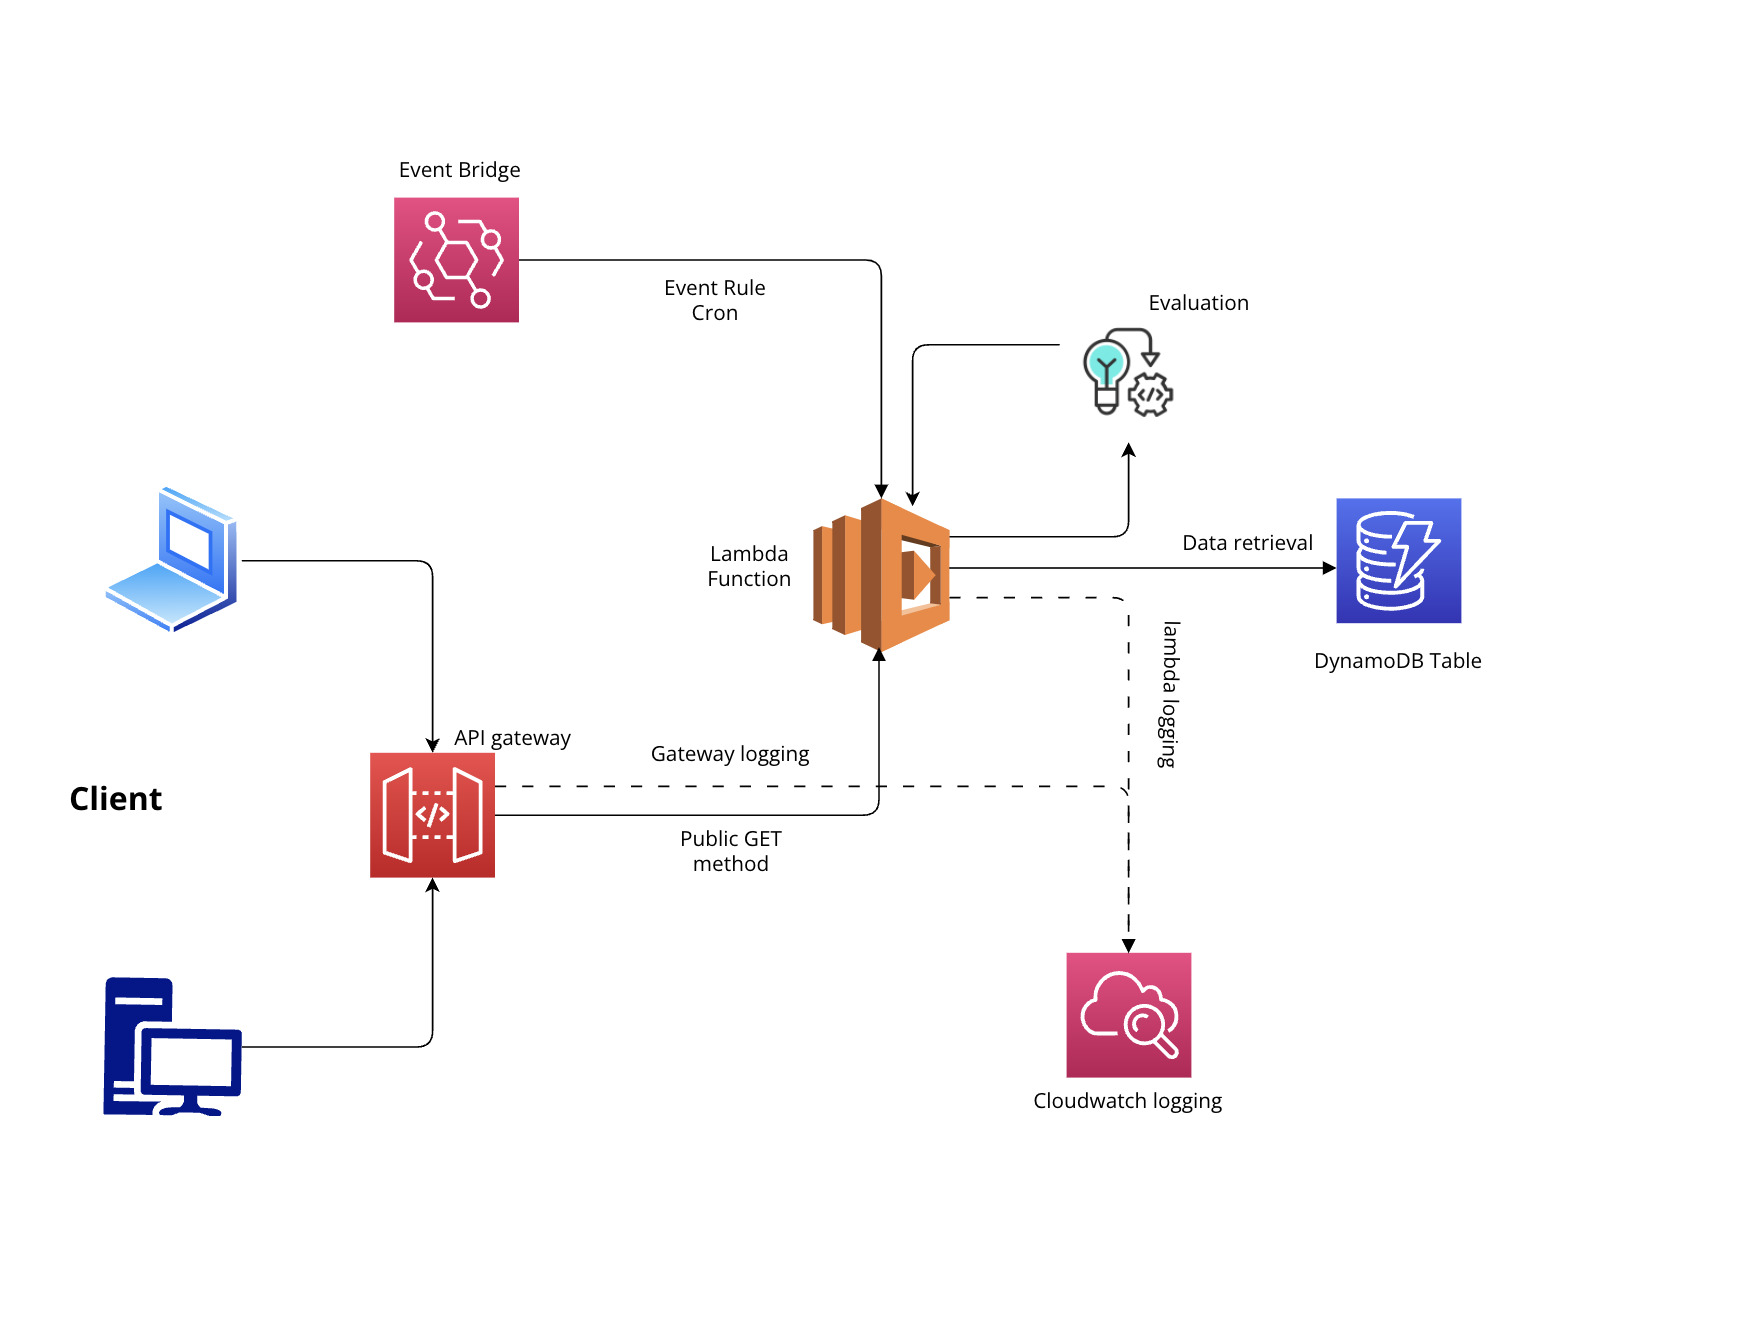 Event Bridge
Event Rule
Cron
Evaluation
Lambda
Function
Data retrieval
DynamoDB Table
lambda logging
API gateway
Gateway logging
Client
</>
Public GET
method
Cloudwatch logging